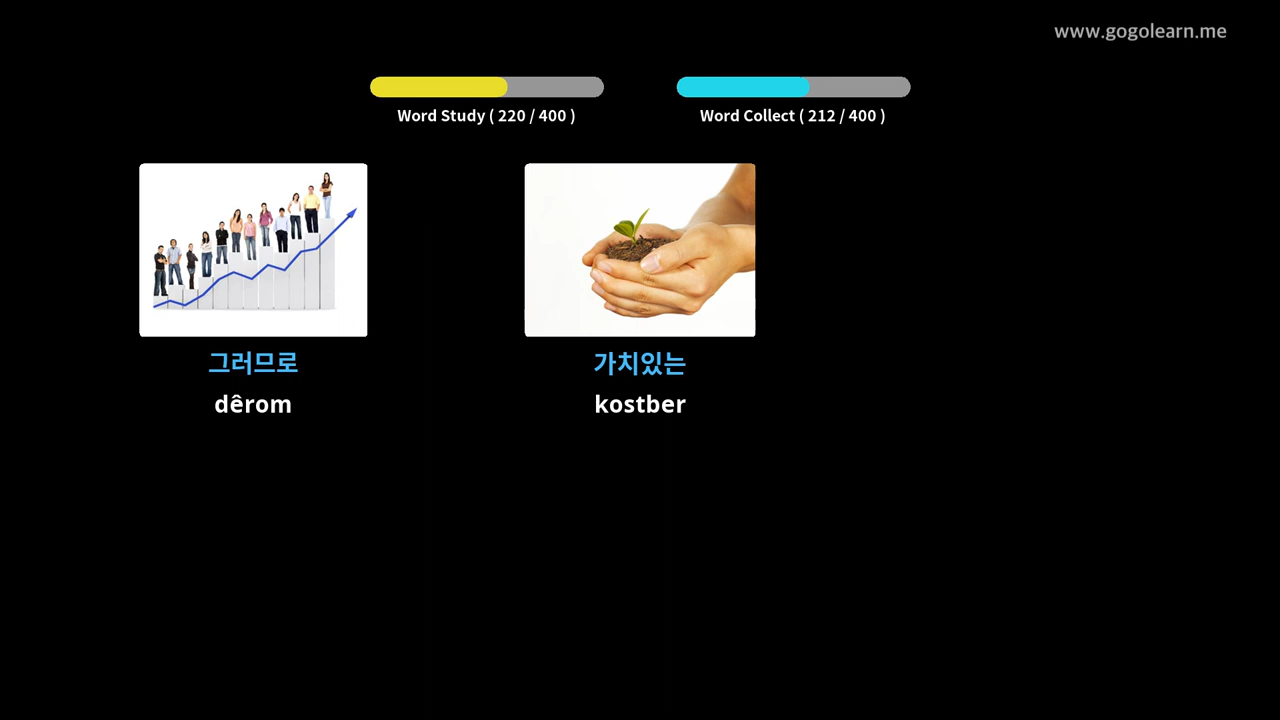 www.gogolearn.me
Word Study ( 220 / 400 )
Word Collect ( 212 / 400 )
그러므로
dêrom
가치있는
kostber